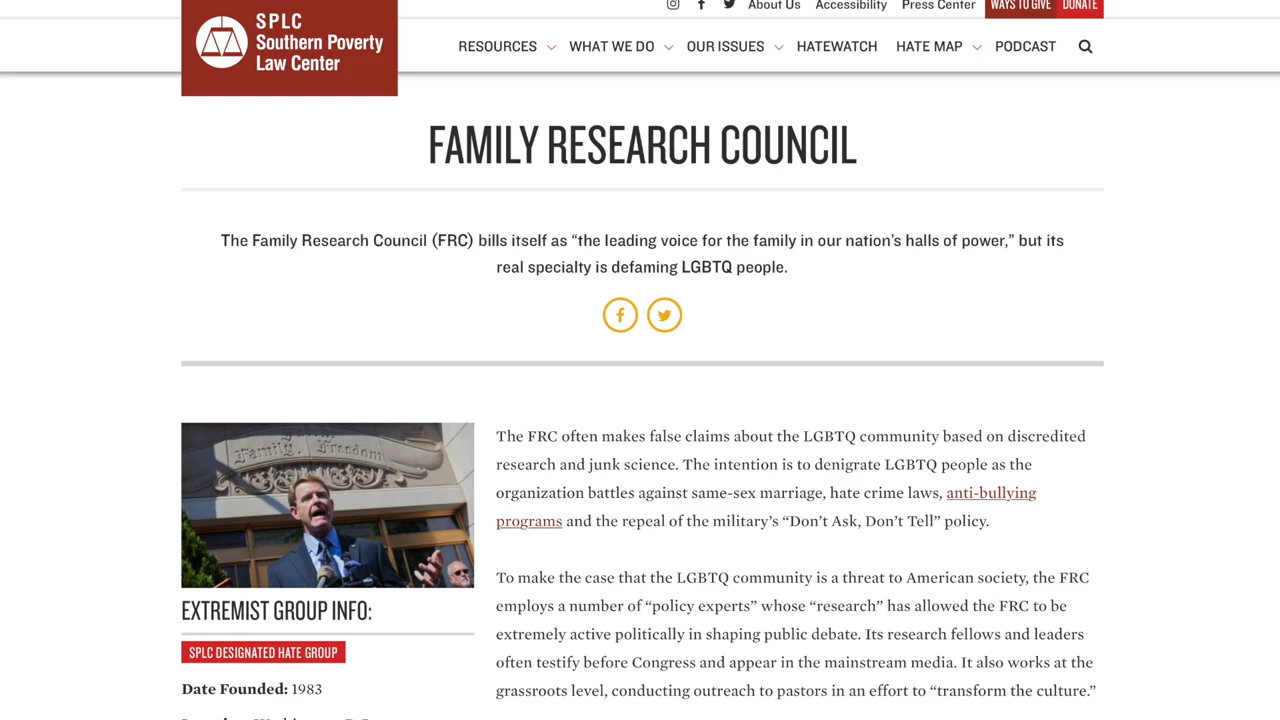 About Us Accessibility Press Center WAYS TO GIVE DONATE
SPLC
Southern Poverty
Law Center
RESOURCES WHAT WE DO OUR ISSUES HATEWATCH HATE MAP PODCAST
FAMILY RESEARCH COUNCIL
The Family Research Council (FRC) bills itself as “the leading voice for the family in our nation’s halls of power,” but its
real specialty is defaming LGBTQ people.
Family
Freedom
EXTREMIST GROUP INFO:
SPLC DESIGNATED HATE GROUP
Date Founded: 1983
The FRC often makes false claims about the LGBTQ community based on discredited
research and junk science. The intention is to denigrate LGBTQ people as the
organization battles against same-sex marriage, hate crime laws, anti-bullying
programs and the repeal of the military’s “Don’t Ask, Don’t Tell” policy.
To make the case that the LGBTQ community is a threat to American society, the FRC
employs a number of “policy experts” whose “research” has allowed the FRC to be
extremely active politically in shaping public debate. Its research fellows and leaders
often testify before Congress and appear in the mainstream media. It also works at the
grassroots level, conducting outreach to pastors in an effort to “transform the culture.”